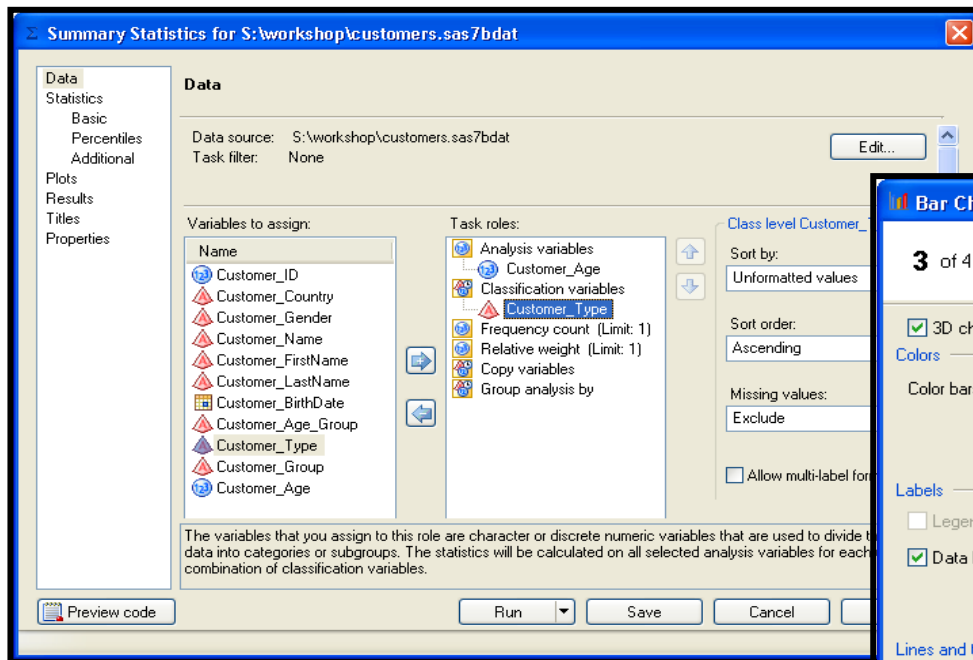 Summary Statistics for S:\workshop\customers.sas7bdat
Data
Statistics
Basic
Percentiles
Additional
Plots
Results
Titles
Properties
Data
Data source: S:\workshop\customers.sas7bdat
Task filter: None
Edit...
Variables to assign:
Name
Customer_ID
Customer_Country
Customer_Gender
Customer_Name
Customer_FirstName
Customer_LastName
Customer_BirthDate
Customer_Age_Group
Customer_Type
Customer_Group
Customer_Age
Task roles:
Analysis variables
Customer_Age
Classification variables
Customer_Type
Frequency count (Limit: 1)
Relative weight (Limit: 1)
Copy variables
Group analysis by
Class level Customer_
Sort by:
Unformatted values
Sort order:
Ascending
Missing values:
Exclude
Allow multi-label for
The variables that you assign to this role are character or discrete numeric variables that are used to divide
data into categories or subgroups. The statistics will be calculated on all selected analysis variables for each
combination of classification variables.
Preview code
Run
Save
Cancel
Bar Ch
3 of 4
3D ch
Colors
Color bar
Labels
Leger
Data
Lines and